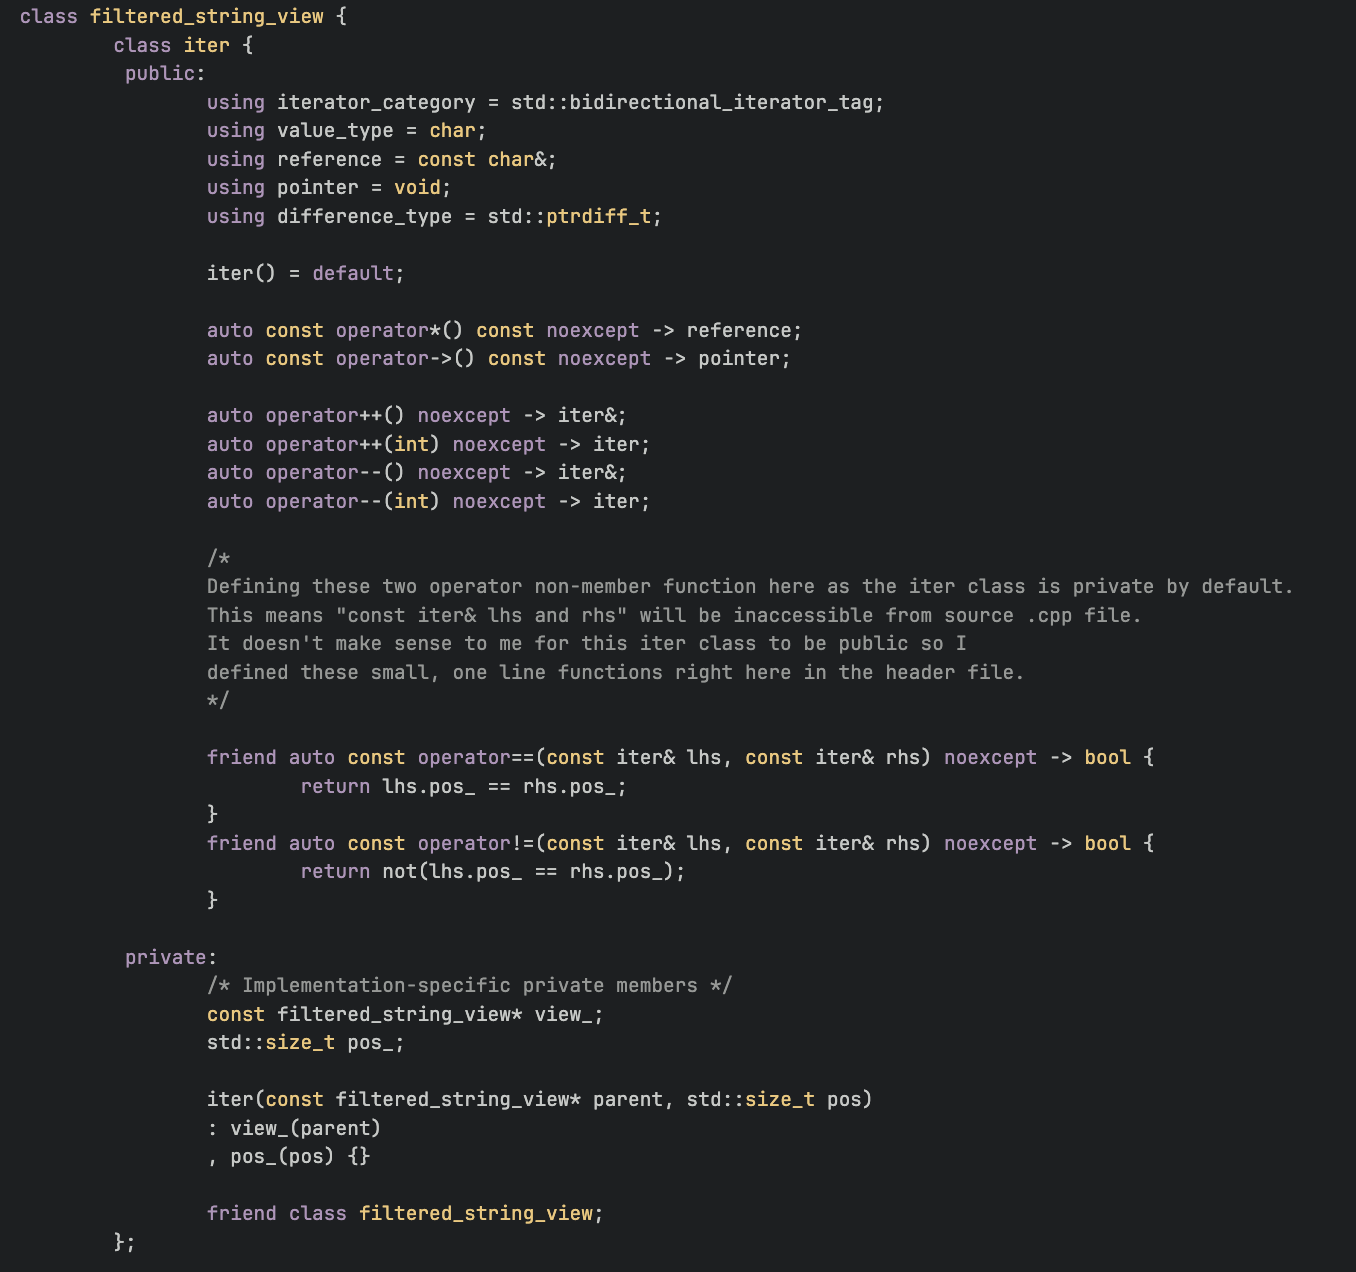 class filtered_string_view {
class iter {
public:
using iterator_category = std::bidirectional_iterator_tag;
using value_type = char;
using reference = const char&;
using pointer = void;
using difference_type = std::ptrdiff_t;
iter() = default;
auto const operator*() const noexcept -> reference;
auto const operator->() const noexcept -> pointer;
auto operator++() noexcept -> iter&;
auto operator++(int) noexcept -> iter;
auto operator--() noexcept -> iter&;
auto operator--(int) noexcept -> iter;
/*
Defining these two operator non-member function here as the iter class is private by default.
This means "const iter& lhs and rhs" will be inaccessible from source .cpp file.
It doesn't make sense to me for this iter class to be public so I
defined these small, one line functions right here in the header file.
*/
friend auto const operator==(const iter& lhs, const iter& rhs) noexcept -> bool {
return lhs.pos_ == rhs.pos_;
}
friend auto const operator!=(const iter& lhs, const iter& rhs) noexcept -> bool {
return not(lhs.pos_ == rhs.pos_);
}
private:
/* Implementation-specific private members */
const filtered_string_view* view_;
std::size_t pos_;
iter(const filtered_string_view* parent, std::size_t pos)
: view_(parent)
, pos_(pos) {}
friend class filtered_string_view;
};